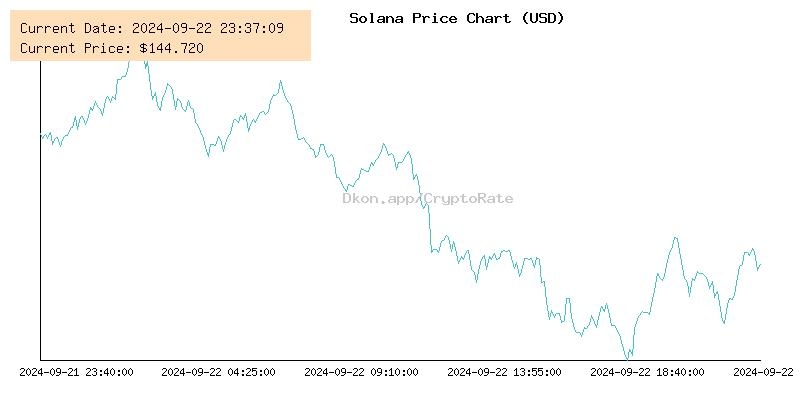 Solana Price Chart (USD)
Current Date: 2024-09-22 23:37:09
Current Price: $144.720
Dkon.app/CryptoRate
2024-09-21 23:40:00 2024-09-22 04:25:00 2024-09-22 09:10:00 2024-09-22 13:55:00 2024-09-22 18:40:00 2024-09-22